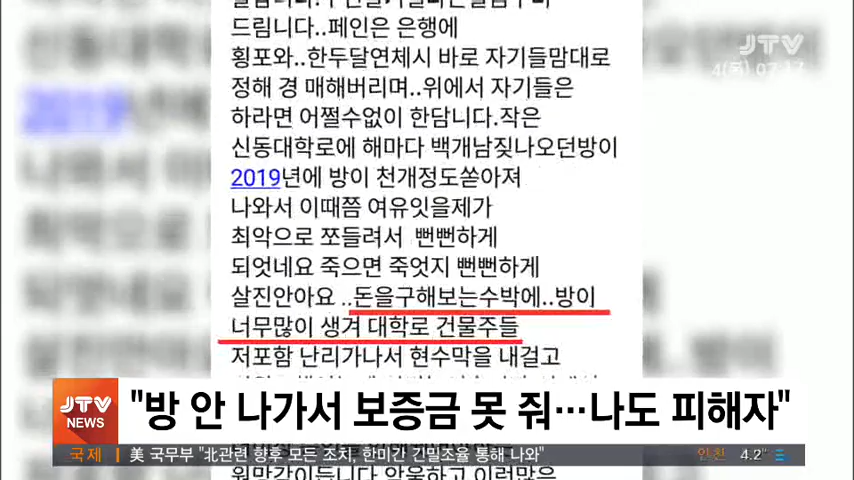 드립니다..폐인은 은행에
횡포와..한두달연체시 바로 자기들맘대로
정해 경 매해버리며..위에서 자기들은
하라면 어쩔수없이 한답니다.작은
신동대학로에 해마다 백개남짖나오던방이
2019년에 방이 천개정도쏟아져
나와서 이때쯤 여유잇을제가
최악으로 쪼들려서 뻔뻔하게
되엇네요 죽으면 죽엇지 뻔뻔하게
살진안아요 ..돈을구해보는수박에..방이
너무많이 생겨 대학로 건물주들
저포함 난리가나서 현수막을 내걸고
JTV
4(목) 07:17
JTV
NEWS
"방 안 나가서 보증금 못 줘…나도 피해자"
국제 美 국무부 "北관련 향후 모든 조치, 한미간 긴밀조율 통해 나와"
인천 4.2°